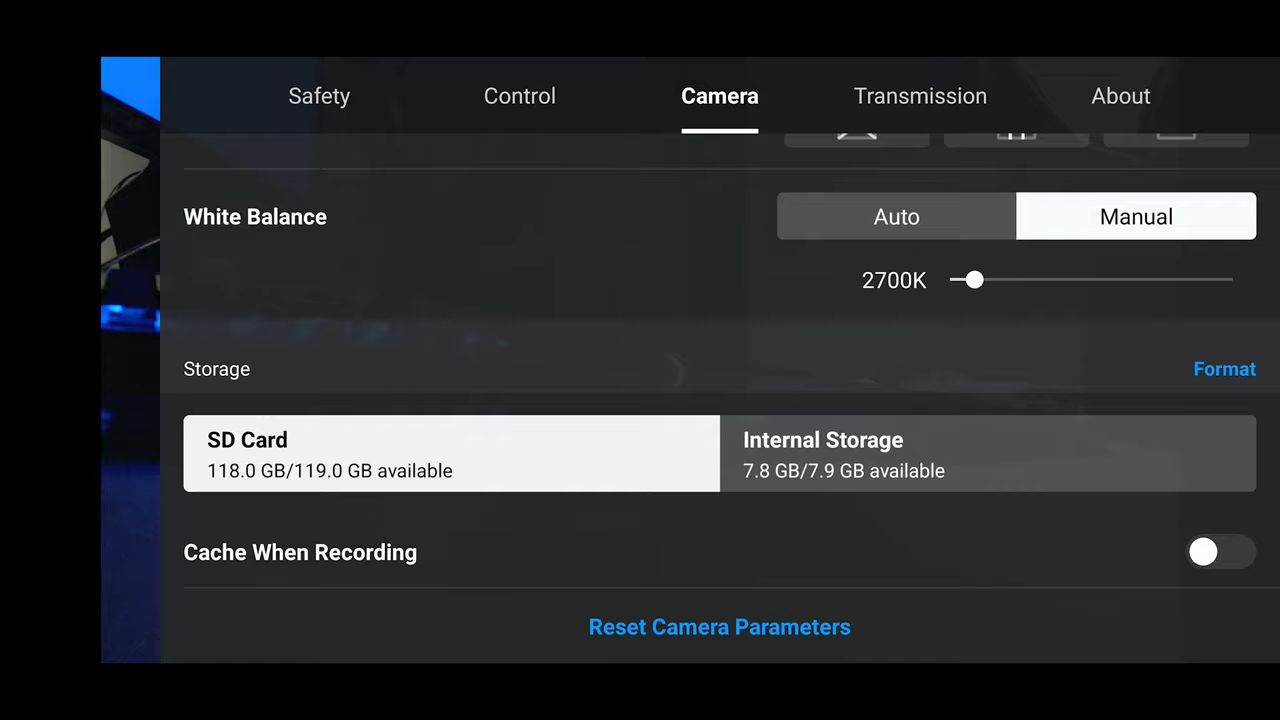 Safety Control Camera Transmission About
White Balance Auto Manual
2700K
Storage Format
SD Card
118.0 GB/119.0 GB available
Internal Storage
7.8 GB/7.9 GB available
Cache When Recording
Reset Camera Parameters